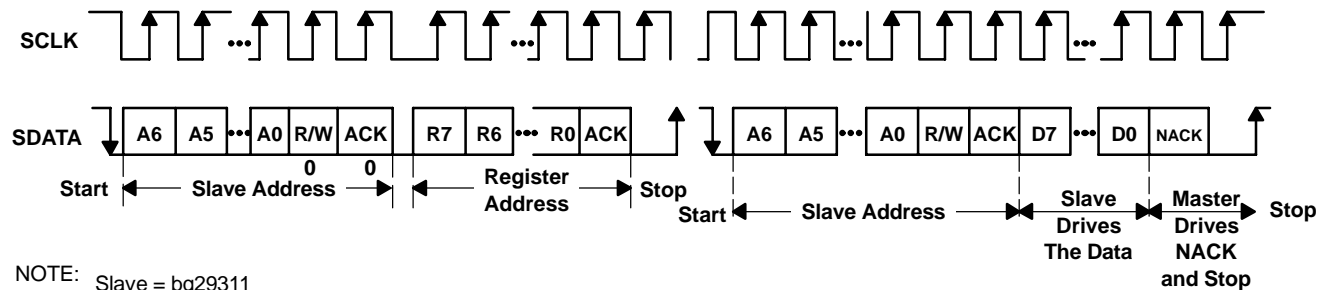 SCLK
SDATA
A6 A5 ••• A0 R/W ACK R7 R6 ••• R0 ACK A6 A5 ••• A0 R/W ACK D7 ••• D0 NACK
0 0
Start Slave Address Register Address Stop
Start Slave Address Slave Drives The Data Master Drives NACK and Stop Stop
NOTE: Slave = bq29311